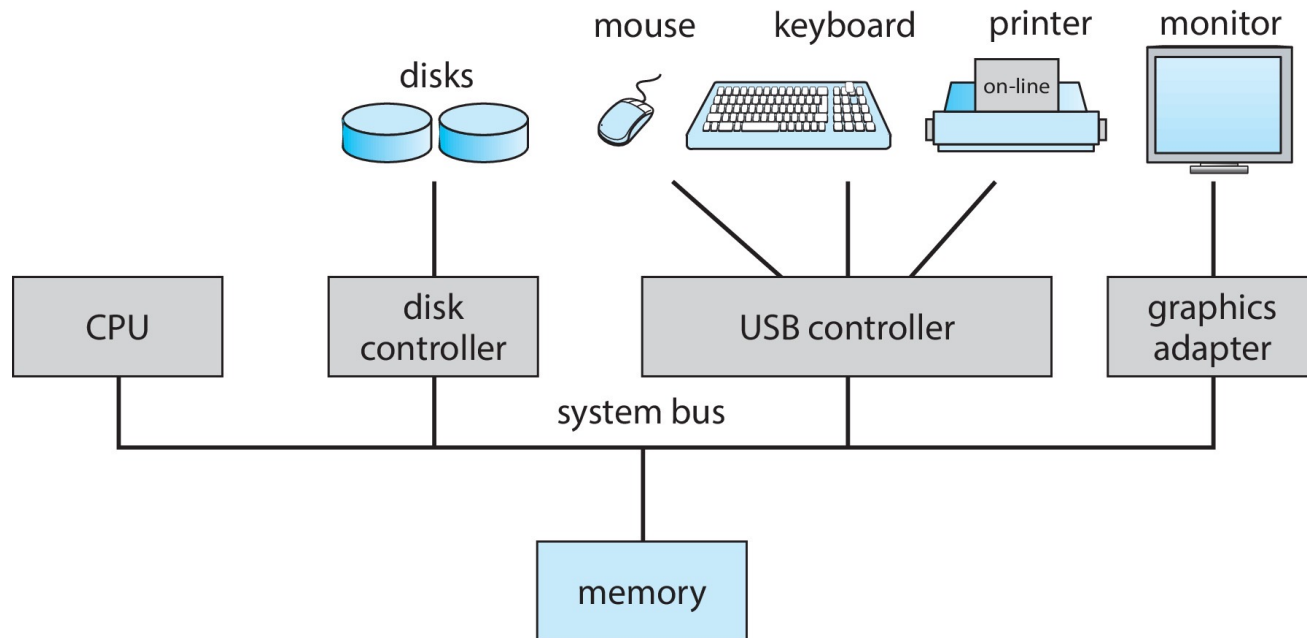 mouse
keyboard
printer
monitor
disks
on-line
CPU
disk
controller
USB controller
graphics
adapter
system bus
memory